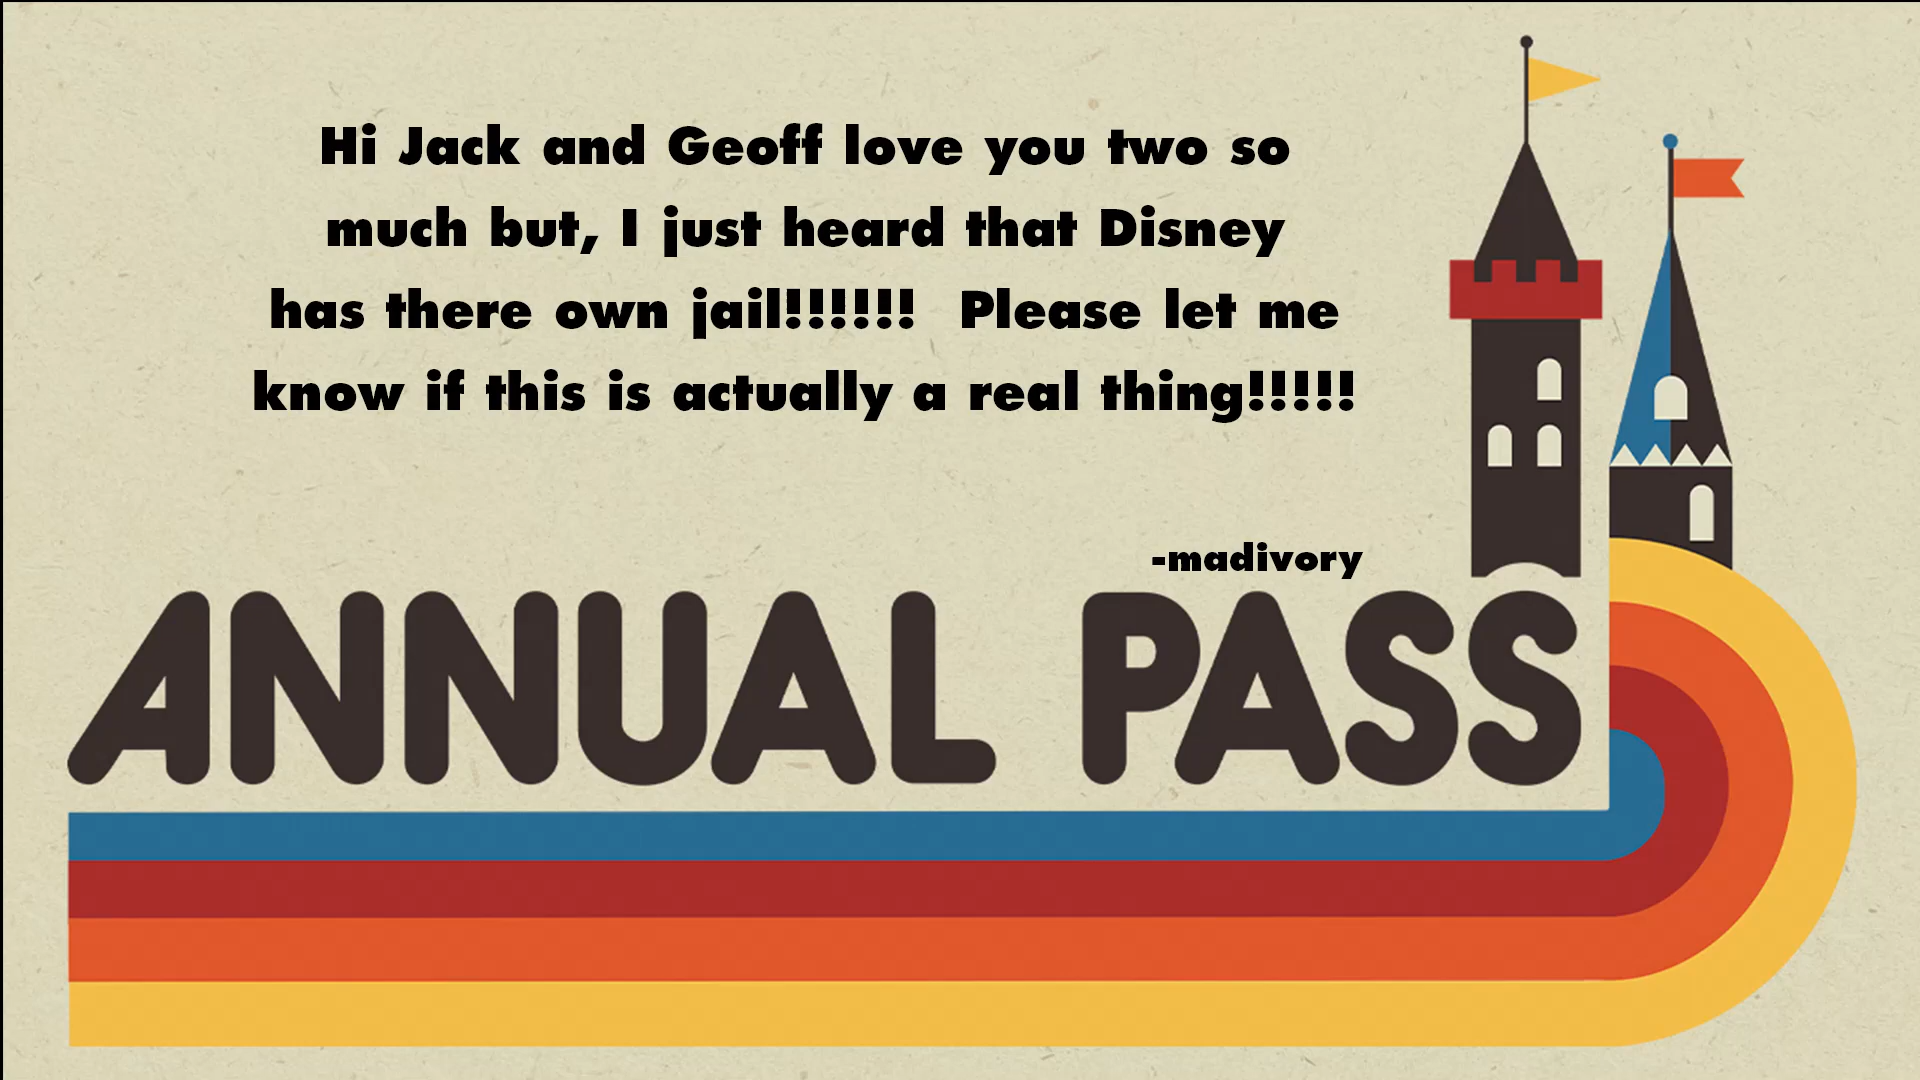 Hi Jack and Geoff love you two so
much but, I just heard that Disney
has there own jail!!!!!!  Please let me
know if this is actually a real thing!!!!!
-madivory
ANNUAL PASS